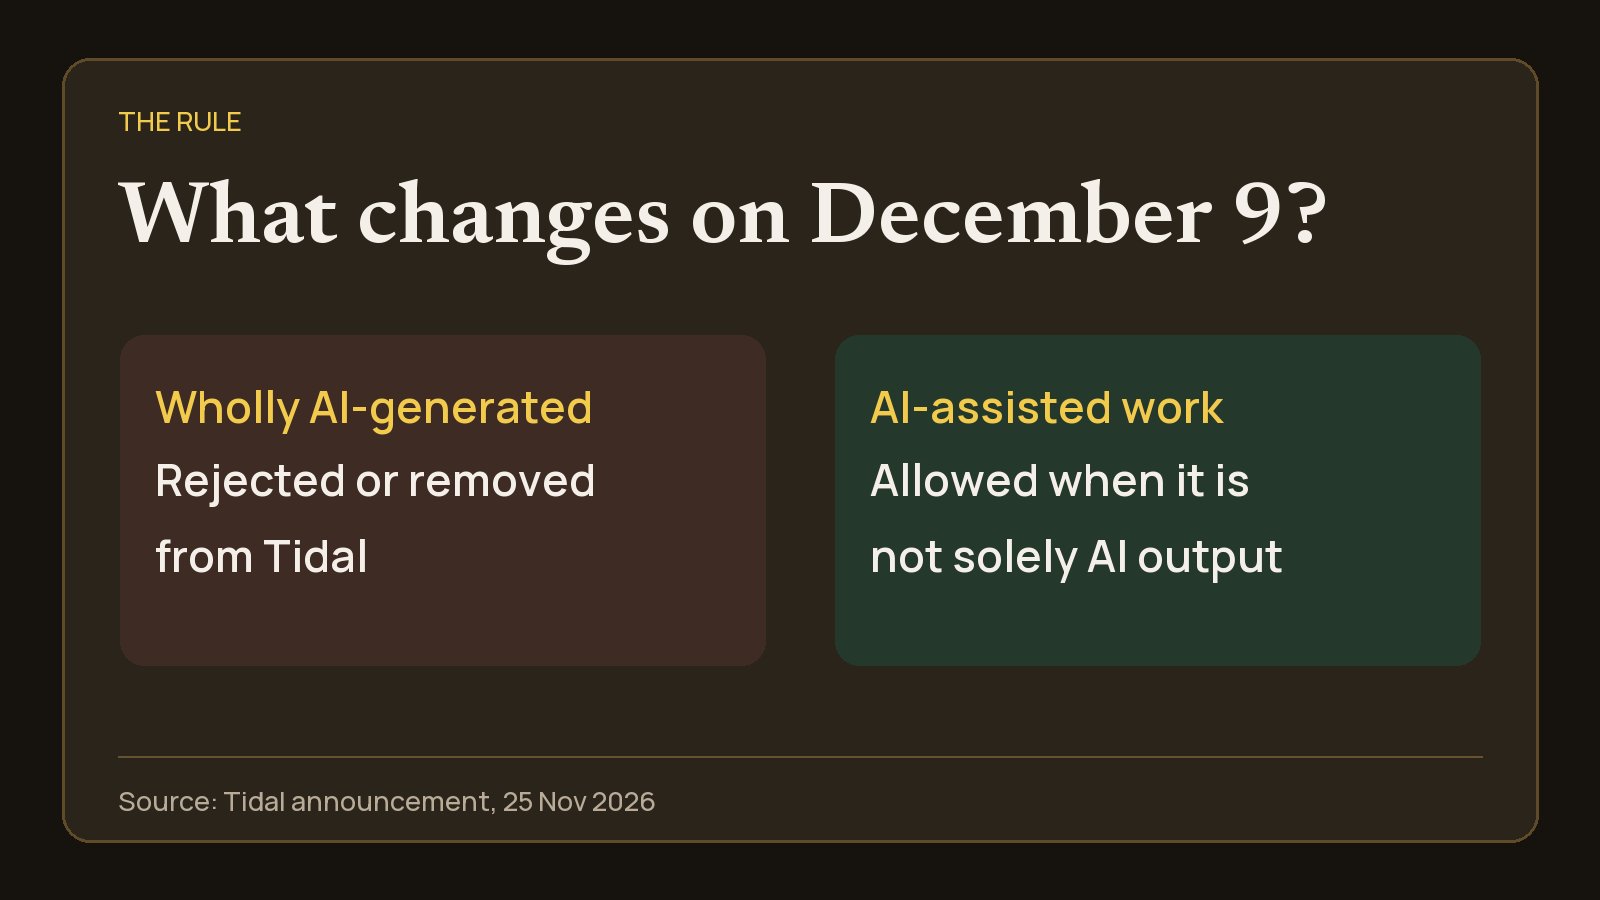 THE RULE
What changes on December 9?
Wholly AI-generated
Rejected or removed
from Tidal
AI-assisted work
Allowed when it is
not solely AI output
Source: Tidal announcement, 25 Nov 2026